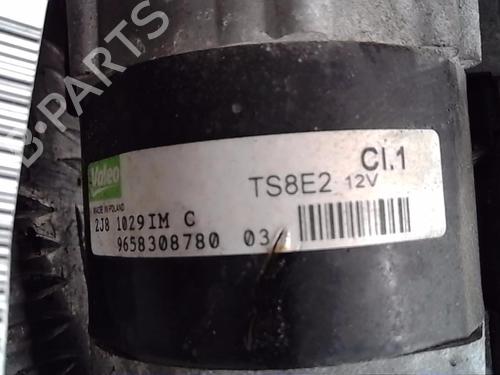 B-PARTS
Valeo
MADE IN POLAND
Cl.1
TS8E2 12V
2J8 1029IM C
9658308780 03